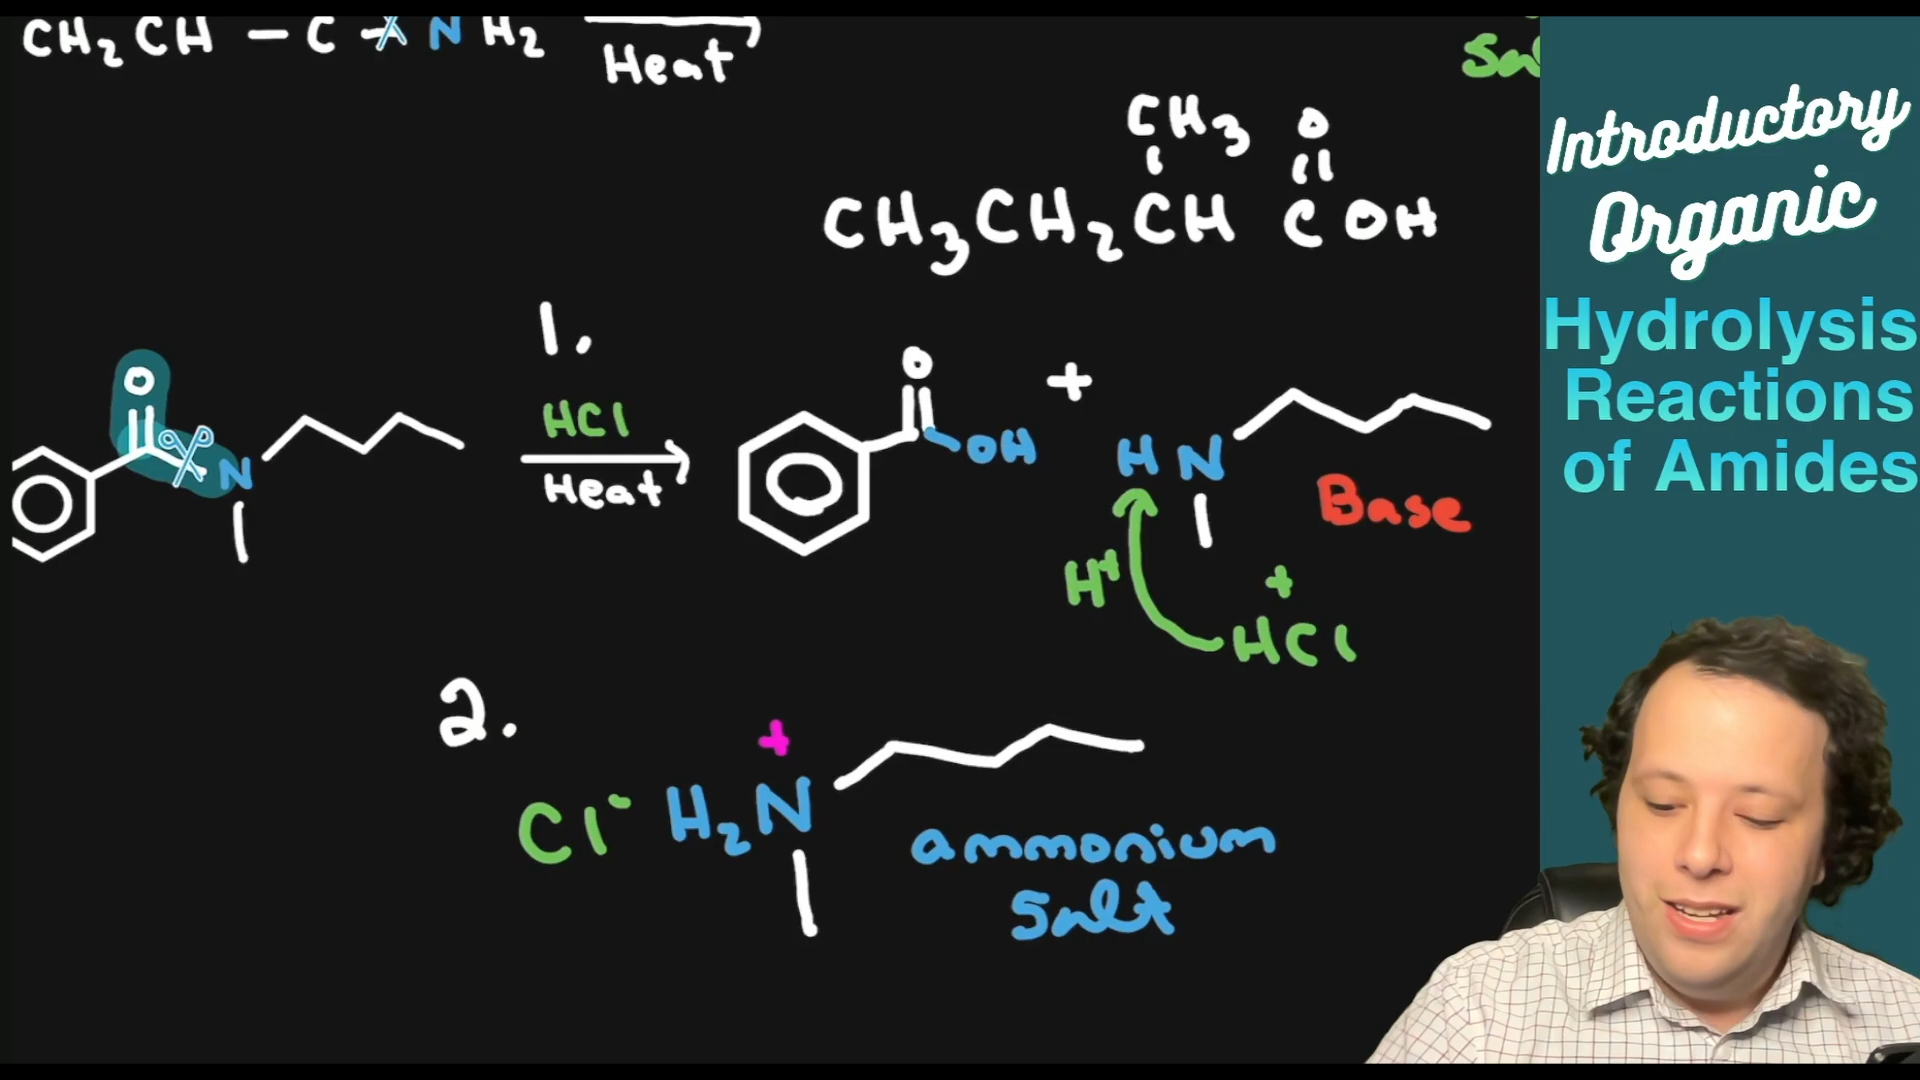 CH₂CH - C - NH₂
Heat
CH₃ O
CH₃CH₂CH C OH
1.
O
N
HCl
Heat
O
OH
+
HN
Base
H⁺
+
HCl
2.
+
Cl⁻ H₂N
ammonium
salt
Introductory
Organic
Hydrolysis
Reactions
of Amides